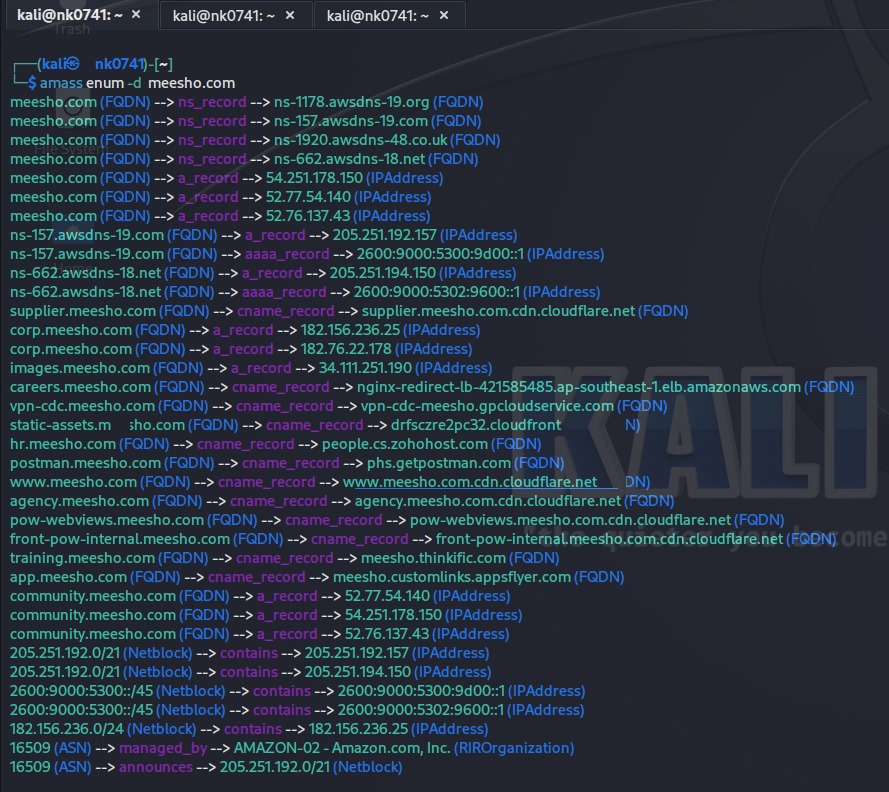 kali@nk0741: ~ × kali@nk0741: ~ × kali@nk0741: ~ ×
Trash
┌──(kali㉿ nk0741)-[~]
└─$ amass enum -d meesho.com
meesho.com (FQDN) --> ns_record --> ns-1178.awsdns-19.org (FQDN)
meesho.com (FQDN) --> ns_record --> ns-157.awsdns-19.com (FQDN)
meesho.com (FQDN) --> ns_record --> ns-1920.awsdns-48.co.uk (FQDN)
meesho.com (FQDN) --> ns_record --> ns-662.awsdns-18.net (FQDN)
File System
meesho.com (FQDN) --> a_record --> 54.251.178.150 (IPAddress)
meesho.com (FQDN) --> a_record --> 52.77.54.140 (IPAddress)
meesho.com (FQDN) --> a_record --> 52.76.137.43 (IPAddress)
ns-157.awsdns-19.com (FQDN) --> a_record --> 205.251.192.157 (IPAddress)
ns-157.awsdns-19.com (FQDN) --> aaaa_record --> 2600:9000:5300:9d00::1 (IPAddress)
ns-662.awsdns-18.net (FQDN) --> a_record --> 205.251.194.150 (IPAddress)
ns-662.awsdns-18.net (FQDN) --> aaaa_record --> 2600:9000:5302:9600::1 (IPAddress)
supplier.meesho.com (FQDN) --> cname_record --> supplier.meesho.com.cdn.cloudflare.net (FQDN)
corp.meesho.com (FQDN) --> a_record --> 182.156.236.25 (IPAddress)
corp.meesho.com (FQDN) --> a_record --> 182.76.22.178 (IPAddress)
images.meesho.com (FQDN) --> a_record --> 34.111.251.190 (IPAddress)
careers.meesho.com (FQDN) --> cname_record --> nginx-redirect-lb-421585485.ap-southeast-1.elb.amazonaws.com (FQDN)
vpn-cdc.meesho.com (FQDN) --> cname_record --> vpn-cdc-meesho.gpcloudservice.com (FQDN)
static-assets.m sho.com (FQDN) --> cname_record --> drfsczre2pc32.cloudfront N)
hr.meesho.com (FQDN) --> cname_record --> people.cs.zohohost.com (FQDN)
postman.meesho.com (FQDN) --> cname_record --> phs.getpostman.com (FQDN)
www.meesho.com (FQDN) --> cname_record --> www.meesho.com.cdn.cloudflare.net DN)
agency.meesho.com (FQDN) --> cname_record --> agency.meesho.com.cdn.cloudflare.net (FQDN)
pow-webviews.meesho.com (FQDN) --> cname_record --> pow-webviews.meesho.com.cdn.cloudflare.net (FQDN)
front-pow-internal.meesho.com (FQDN) --> cname_record --> front-pow-internal.meesho.com.cdn.cloudflare.net (FQDN)
training.meesho.com (FQDN) --> cname_record --> meesho.thinkific.com (FQDN)
app.meesho.com (FQDN) --> cname_record --> meesho.customlinks.appsflyer.com (FQDN)
community.meesho.com (FQDN) --> a_record --> 52.77.54.140 (IPAddress)
community.meesho.com (FQDN) --> a_record --> 54.251.178.150 (IPAddress)
community.meesho.com (FQDN) --> a_record --> 52.76.137.43 (IPAddress)
205.251.192.0/21 (Netblock) --> contains --> 205.251.192.157 (IPAddress)
205.251.192.0/21 (Netblock) --> contains --> 205.251.194.150 (IPAddress)
2600:9000:5300::/45 (Netblock) --> contains --> 2600:9000:5300:9d00::1 (IPAddress)
2600:9000:5300::/45 (Netblock) --> contains --> 2600:9000:5302:9600::1 (IPAddress)
182.156.236.0/24 (Netblock) --> contains --> 182.156.236.25 (IPAddress)
16509 (ASN) --> managed_by --> AMAZON-02 - Amazon.com, Inc. (RIROrganization)
16509 (ASN) --> announces --> 205.251.192.0/21 (Netblock)
KALI
"the quieter you become